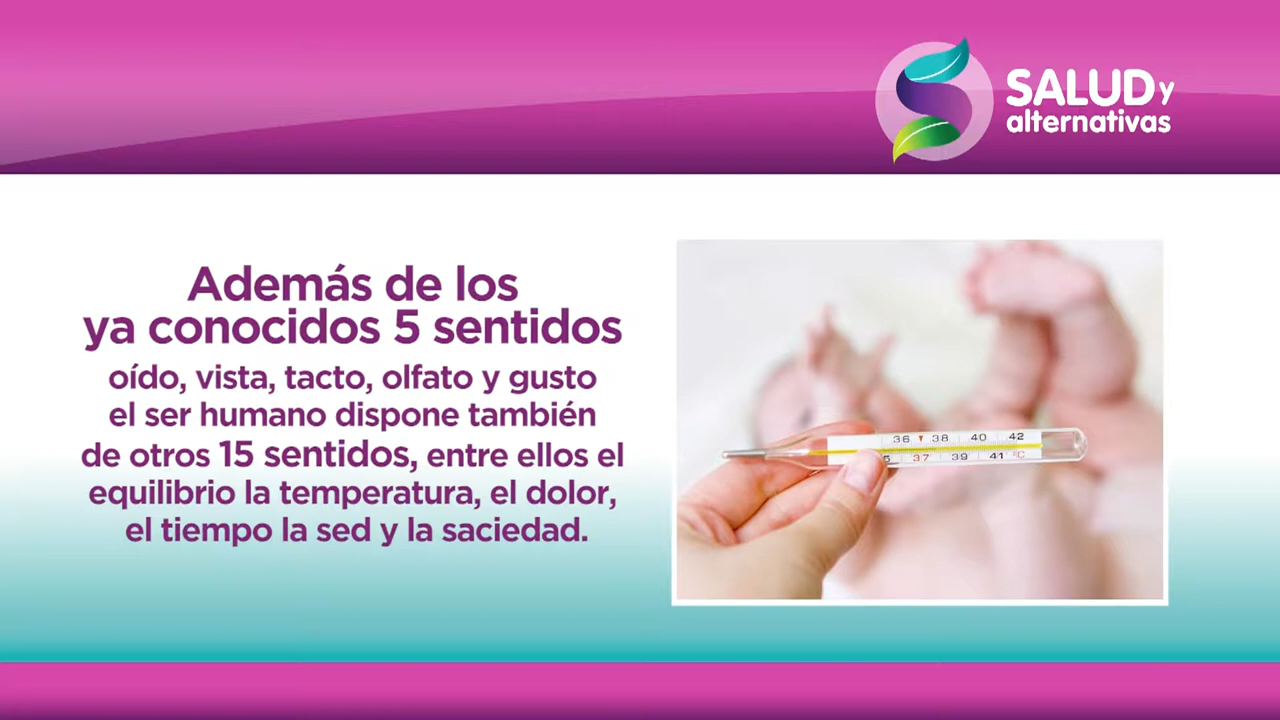 SALUD y
alternativas
Además de los
ya conocidos 5 sentidos
oído, vista, tacto, olfato y gusto
el ser humano dispone también
de otros 15 sentidos, entre ellos el
equilibrio la temperatura, el dolor,
el tiempo la sed y la saciedad.
36 38 40 42
5 37 39 41 °C